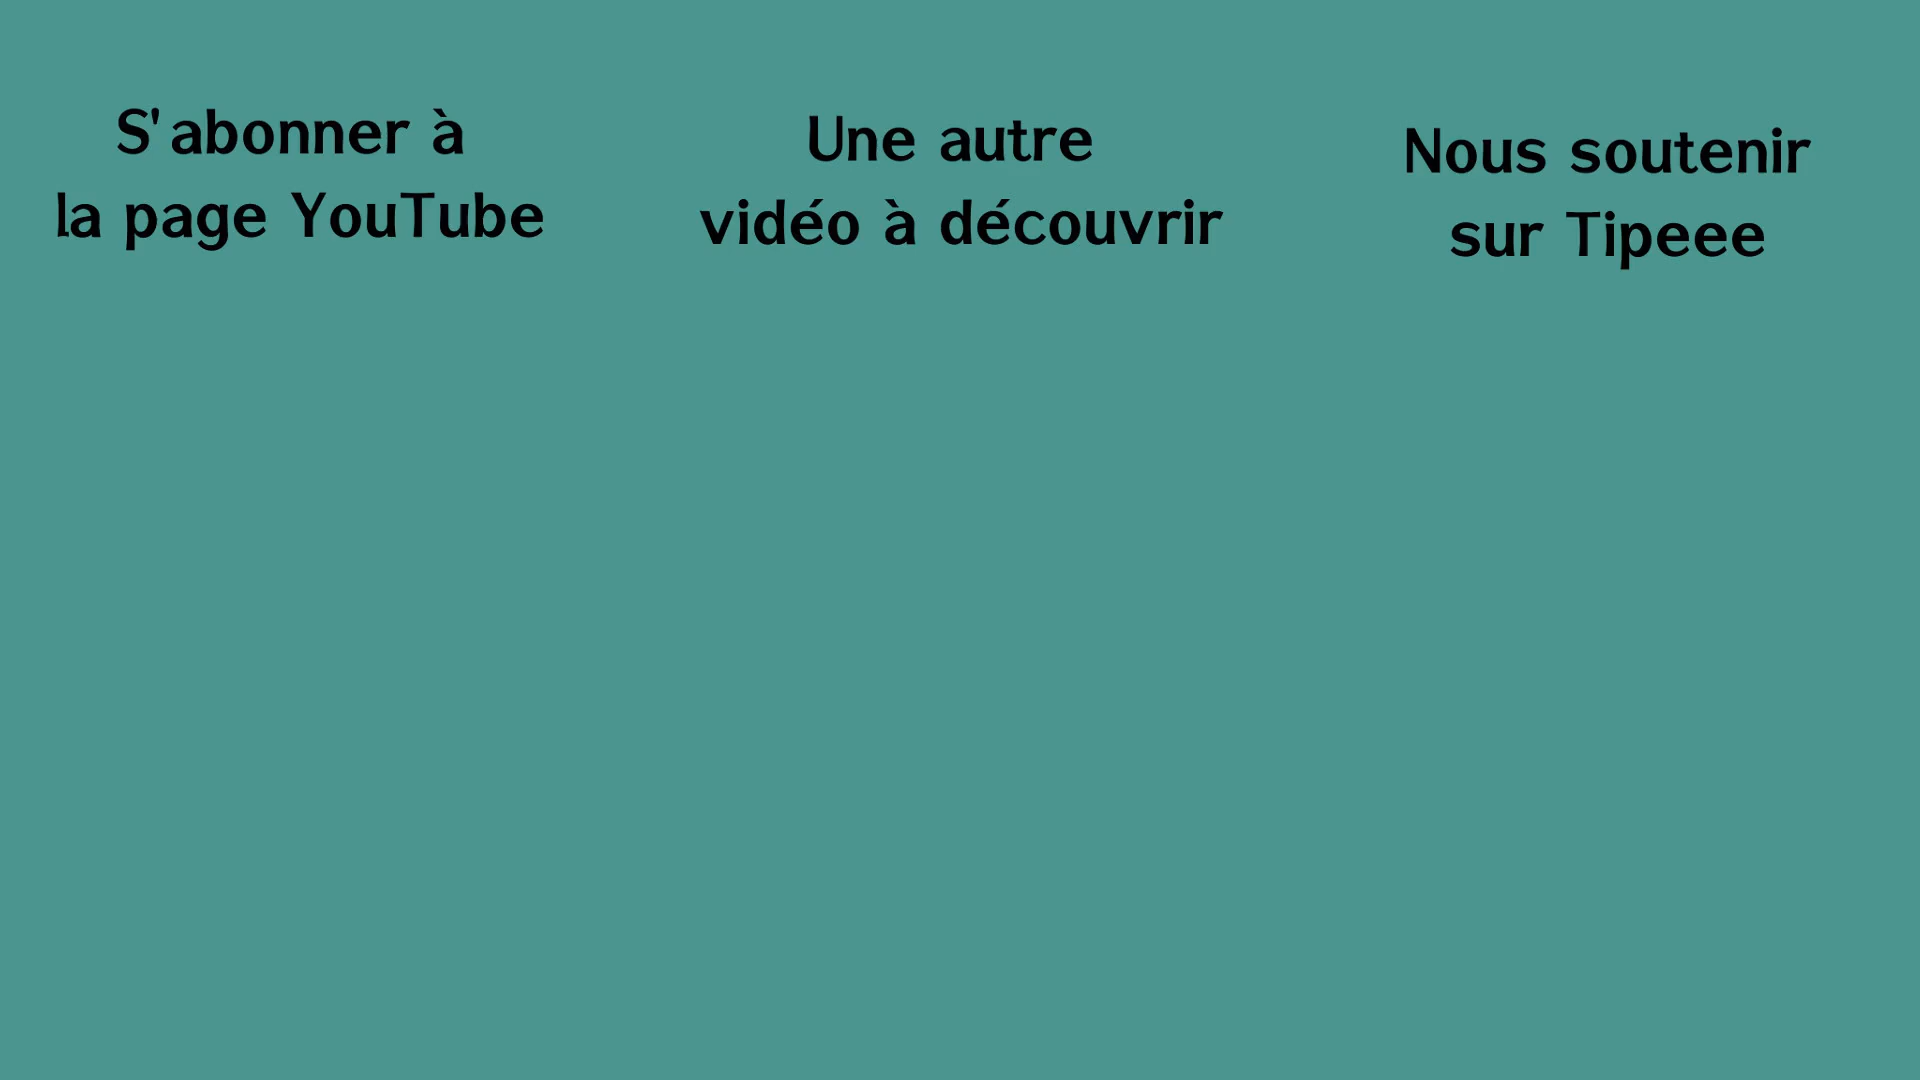 S'abonner à
la page YouTube
Une autre
vidéo à découvrir
Nous soutenir
sur Tipeee